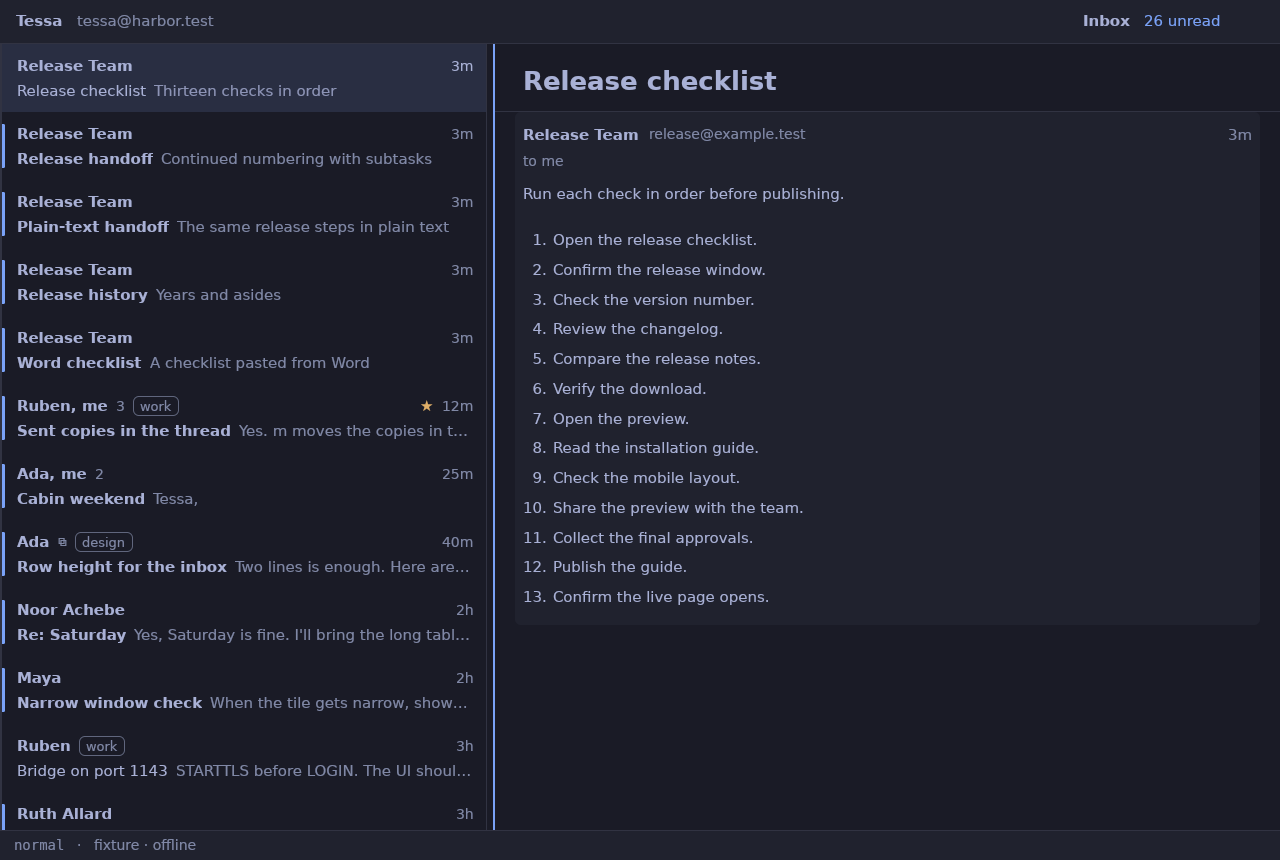 Tessa tessa@harbor.test Inbox 26 unread
Release Team 3m
Release checklist Thirteen checks in order
Release Team 3m
Release handoff Continued numbering with subtasks
Release Team 3m
Plain-text handoff The same release steps in plain text
Release Team 3m
Release history Years and asides
Release Team 3m
Word checklist A checklist pasted from Word
Ruben, me 3 work ★ 12m
Sent copies in the thread Yes. m moves the copies in t…
Ada, me 2 25m
Cabin weekend Tessa,
Ada design 40m
Row height for the inbox Two lines is enough. Here are…
Noor Achebe 2h
Re: Saturday Yes, Saturday is fine. I'll bring the long tabl…
Maya 2h
Narrow window check When the tile gets narrow, show…
Ruben work 3h
Bridge on port 1143 STARTTLS before LOGIN. The UI shoul…
Ruth Allard 3h
Release checklist
Release Team release@example.test 3m
to me
Run each check in order before publishing.
1. Open the release checklist.
2. Confirm the release window.
3. Check the version number.
4. Review the changelog.
5. Compare the release notes.
6. Verify the download.
7. Open the preview.
8. Read the installation guide.
9. Check the mobile layout.
10. Share the preview with the team.
11. Collect the final approvals.
12. Publish the guide.
13. Confirm the live page opens.
normal · fixture · offline